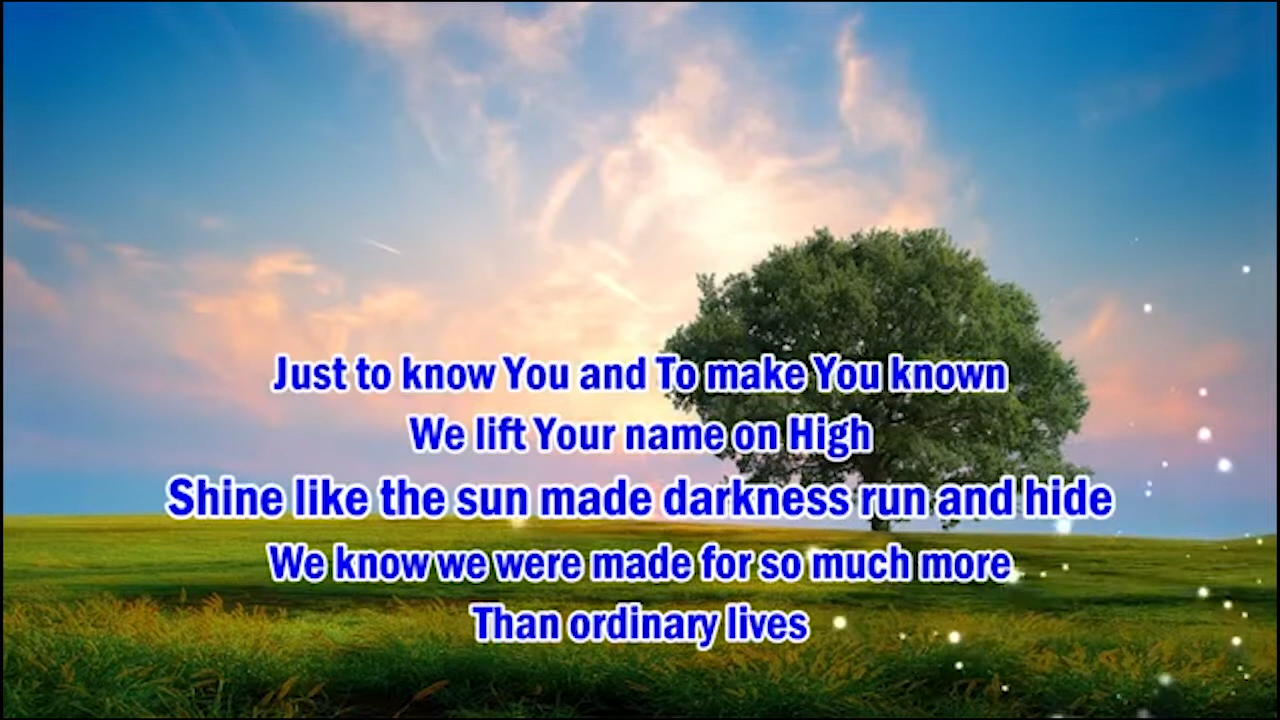 Just to know You and To make You known
We lift Your name on High
Shine like the sun made darkness run and hide
We know we were made for so much more
Than ordinary lives